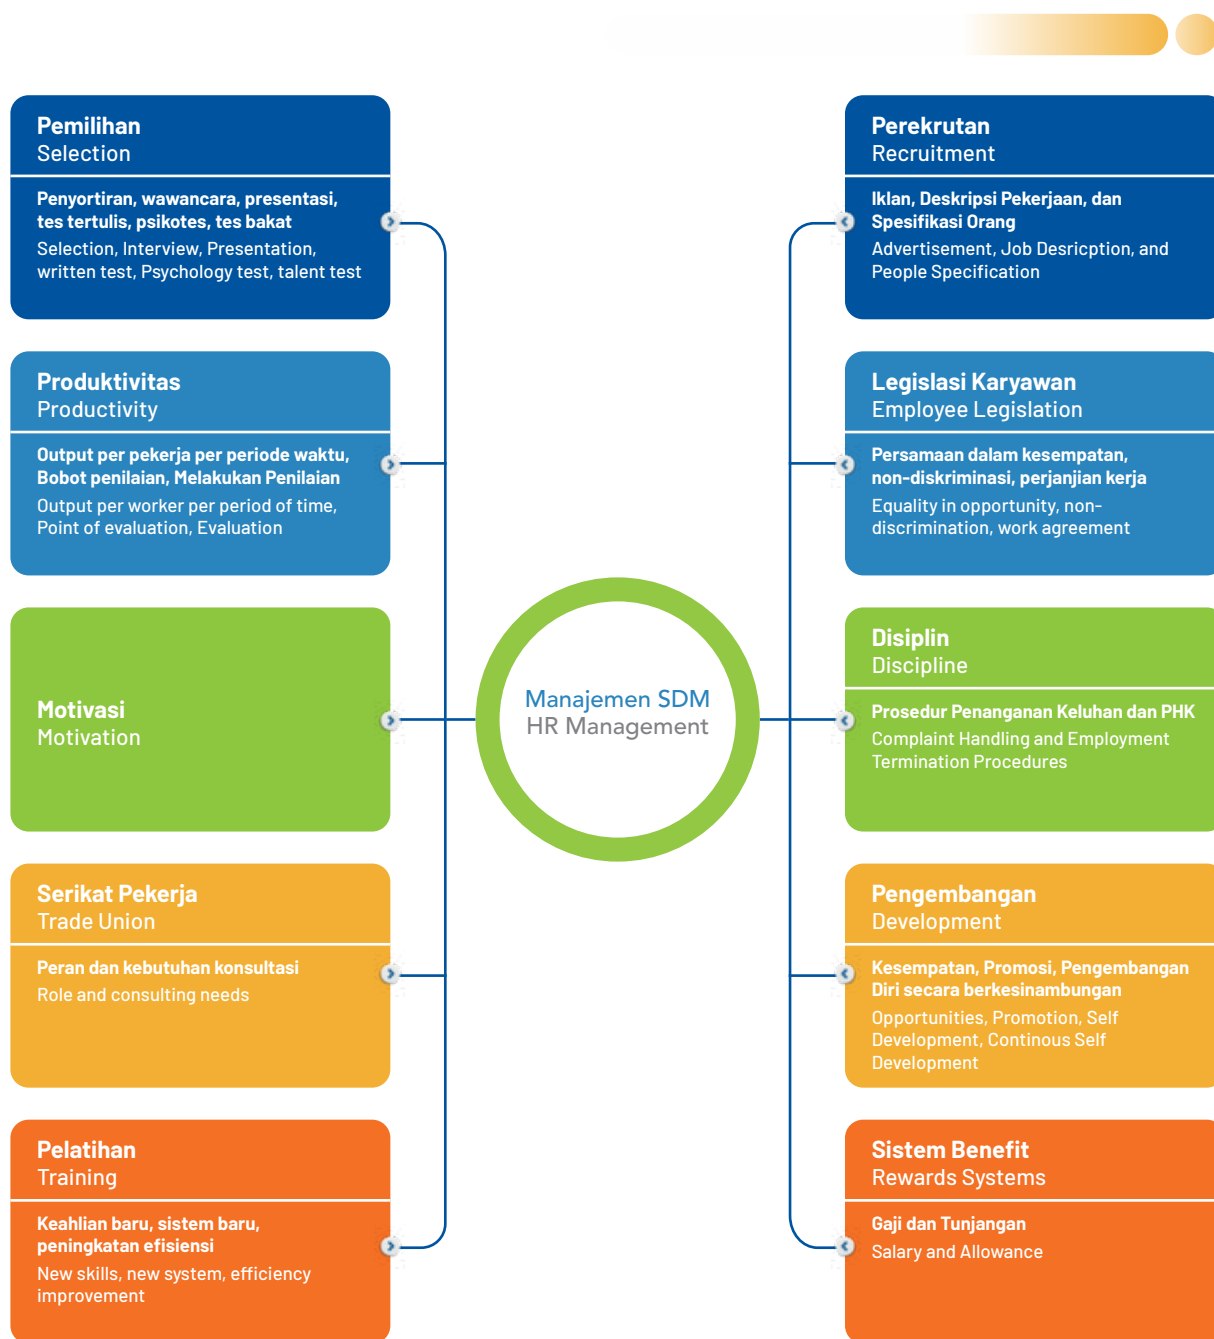 Pemilihan
Selection
Penyortiran, wawancara, presentasi,
tes tertulis, psikotes, tes bakat
Selection, Interview, Presentation,
written test, Psychology test, talent test
Produktivitas
Productivity
Output per pekerja per periode waktu,
Bobot penilaian, Melakukan Penilaian
Output per worker per period of time,
Point of evaluation, Evaluation
Motivasi
Motivation
Serikat Pekerja
Trade Union
Peran dan kebutuhan konsultasi
Role and consulting needs
Pelatihan
Training
Keahlian baru, sistem baru,
peningkatan efisiensi
New skills, new system, efficiency
improvement
Manajemen SDM
HR Management
Perekrutan
Recruitment
Iklan, Deskripsi Pekerjaan, dan
Spesifikasi Orang
Advertisement, Job Desricption, and
People Specification
Legislasi Karyawan
Employee Legislation
Persamaan dalam kesempatan,
non-diskriminasi, perjanjian kerja
Equality in opportunity, non-
discrimination, work agreement
Disiplin
Discipline
Prosedur Penanganan Keluhan dan PHK
Complaint Handling and Employment
Termination Procedures
Pengembangan
Development
Kesempatan, Promosi, Pengembangan
Diri secara berkesinambungan
Opportunities, Promotion, Self
Development, Continous Self
Development
Sistem Benefit
Rewards Systems
Gaji dan Tunjangan
Salary and Allowance